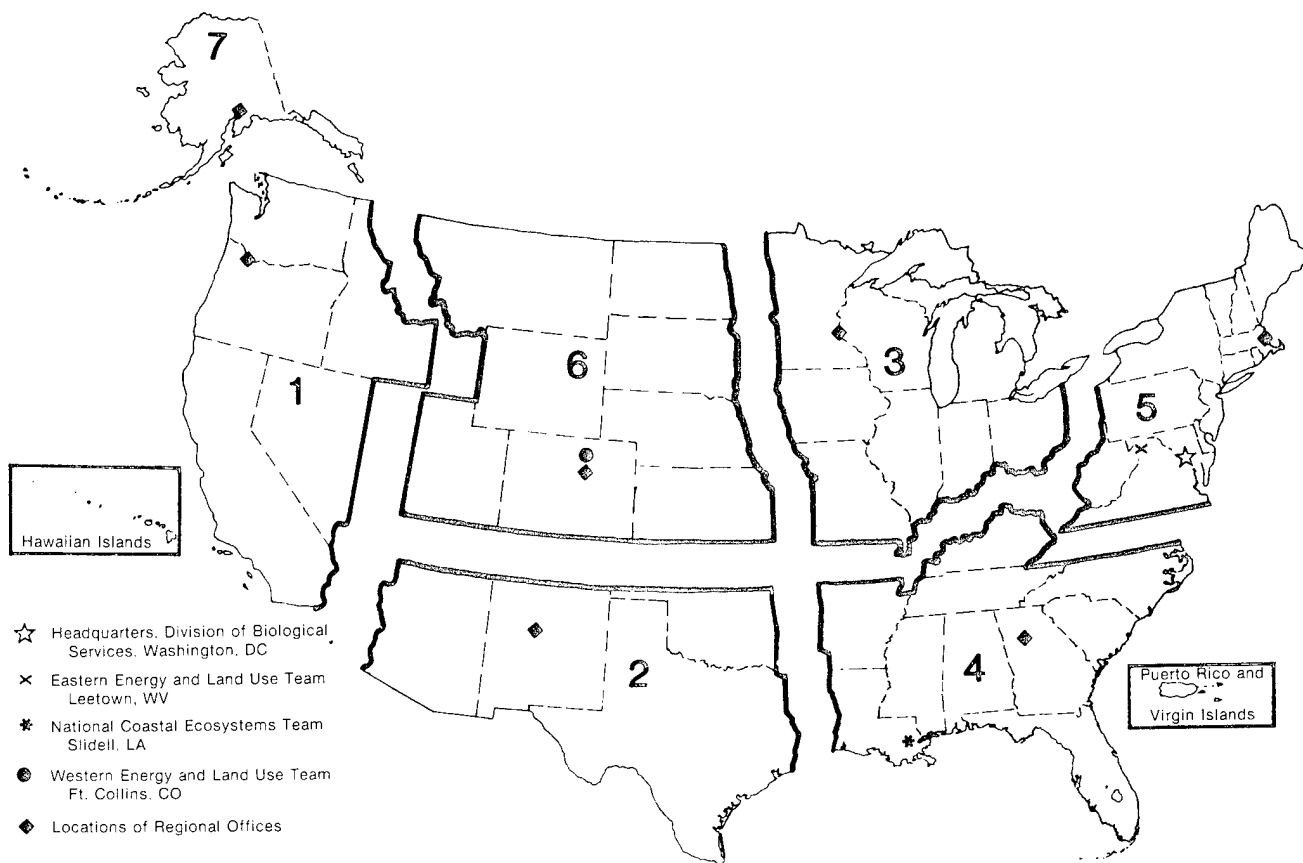 7
6
3
1
5
Hawaiian Islands
2
4
Puerto Rico and
Virgin Islands
Headquarters, Division of Biological
Services, Washington, DC
Eastern Energy and Land Use Team
Leetown, WV
National Coastal Ecosystems Team
Slidell, LA
Western Energy and Land Use Team
Ft. Collins, CO
Locations of Regional Offices